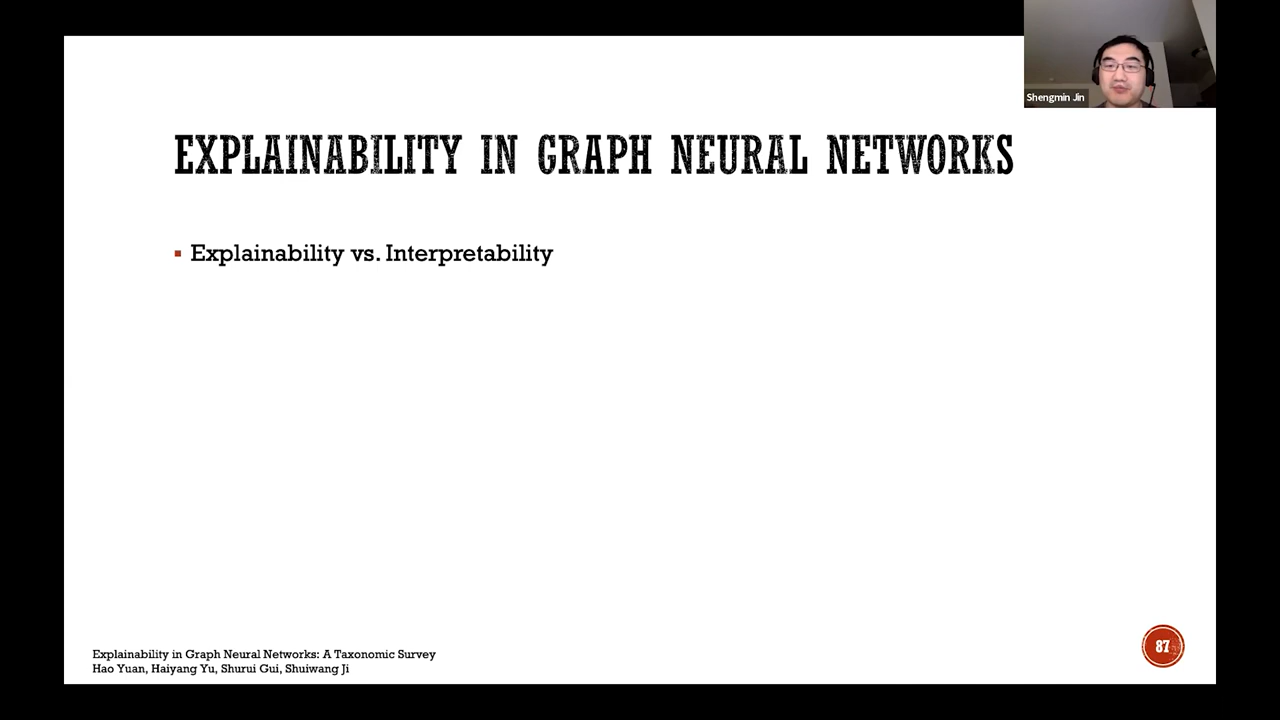 Shengmin Jin
EXPLAINABILITY IN GRAPH NEURAL NETWORKS
▪ Explainability vs. Interpretability
Explainability in Graph Neural Networks: A Taxonomic Survey
Hao Yuan, Haiyang Yu, Shurui Gui, Shuiwang Ji
87